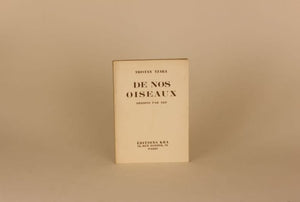 TRISTAN TZARA
DE NOS
OISEAUX
DESSINS PAR ARP
EDITIONS KRA
PARIS